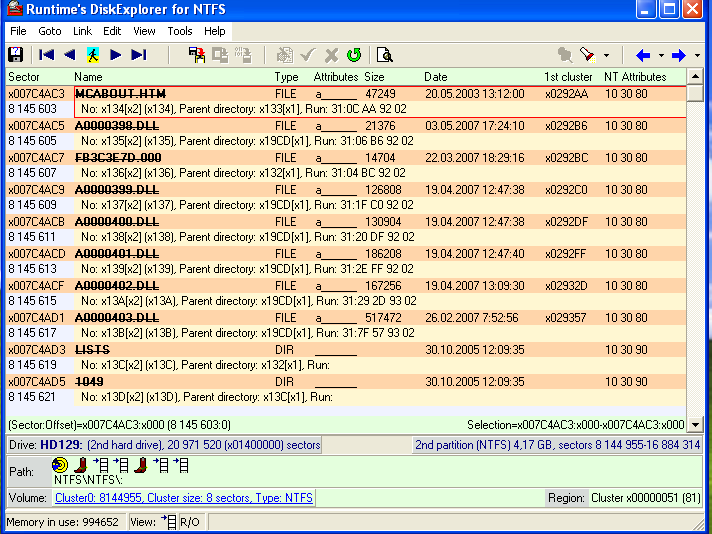 Runtime's DiskExplorer for NTFS
File Goto Link Edit View Tools Help
Sector Name Type Attributes Size Date 1st cluster NT Attributes
x007C4AC3 MCABOUT.HTM FILE a______ 47249 20.05.2003 13:12:00 x0292AA 10 30 80
8 145 603 No: x134[x2] (x134), Parent directory: x133[x1], Run: 31:0C AA 92 02
x007C4AC5 A0000398.DLL FILE a______ 21376 03.05.2007 17:24:10 x0292B6 10 30 80
8 145 605 No: x135[x2] (x135), Parent directory: x19CD[x1], Run: 31:06 B6 92 02
x007C4AC7 FB3C3E7D.000 FILE a______ 14704 22.03.2007 18:29:16 x0292BC 10 30 80
8 145 607 No: x136[x2] (x136), Parent directory: x132[x1], Run: 31:04 BC 92 02
x007C4AC9 A0000399.DLL FILE a______ 126808 19.04.2007 12:47:38 x0292C0 10 30 80
8 145 609 No: x137[x2] (x137), Parent directory: x19CD[x1], Run: 31:1F C0 92 02
x007C4ACB A0000400.DLL FILE a______ 130904 19.04.2007 12:47:38 x0292DF 10 30 80
8 145 611 No: x138[x2] (x138), Parent directory: x19CD[x1], Run: 31:20 DF 92 02
x007C4ACD A0000401.DLL FILE a______ 186208 19.04.2007 12:47:40 x0292FF 10 30 80
8 145 613 No: x139[x2] (x139), Parent directory: x19CD[x1], Run: 31:2E FF 92 02
x007C4ACF A0000402.DLL FILE a______ 167256 19.04.2007 13:09:30 x02932D 10 30 80
8 145 615 No: x13A[x2] (x13A), Parent directory: x19CD[x1], Run: 31:29 2D 93 02
x007C4AD1 A0000403.DLL FILE a______ 517472 26.02.2007 7:52:56 x029357 10 30 80
8 145 617 No: x13B[x2] (x13B), Parent directory: x19CD[x1], Run: 31:7F 57 93 02
x007C4AD3 LISTS DIR _______ 30.10.2005 12:09:35 10 30 90
8 145 619 No: x13C[x2] (x13C), Parent directory: x132[x1], Run:
x007C4AD5 1049 DIR _______ 30.10.2005 12:09:35 10 30 90
8 145 621 No: x13D[x2] (x13D), Parent directory: x13C[x1], Run:
(Sector:Offset)=x007C4AC3:x000 (8 145 603:0) Selection=x007C4AC3:x000-x007C4AC3:x000
Drive: HD129: (2nd hard drive), 20 971 520 (x01400000) sectors 2nd partition (NTFS) 4,17 GB, sectors 8 144 955-16 884 314
Path:
NTFS\NTFS\:
Volume: Cluster0: 8144955, Cluster size: 8 sectors, Type: NTFS Region: Cluster x00000051 (81)
Memory in use: 994652 View: R/O